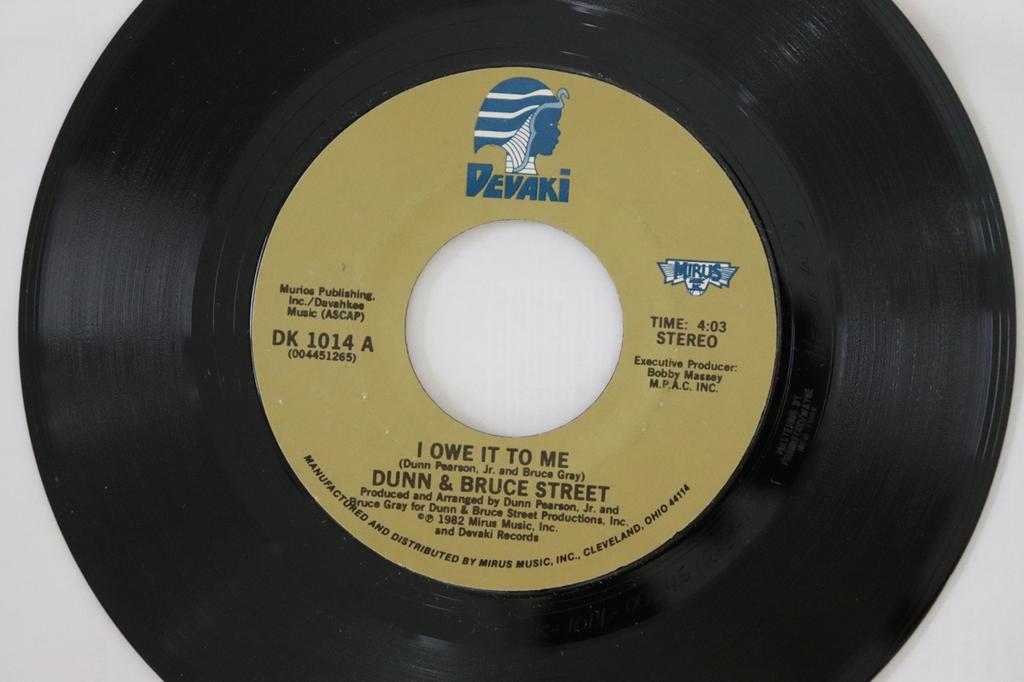 DEVAKI
MIRUS
Murios Publishing,
Inc./Davahkee
Music (ASCAP)
DK 1014 A
(004451265)
TIME: 4:03
STEREO
Executive Producer:
Bobby Massey
M.P.A.C. INC.
I OWE IT TO ME
(Dunn Pearson, Jr. and Bruce Gray)
DUNN & BRUCE STREET
Produced and Arranged by Dunn Pearson, Jr. and
Bruce Gray for Dunn & Bruce Street Productions, Inc.
©℗ 1982 Mirus Music, Inc.
and Devaki Records
MANUFACTURED AND DISTRIBUTED BY MIRUS MUSIC, INC., CLEVELAND, OHIO 44114
MASTERING BY